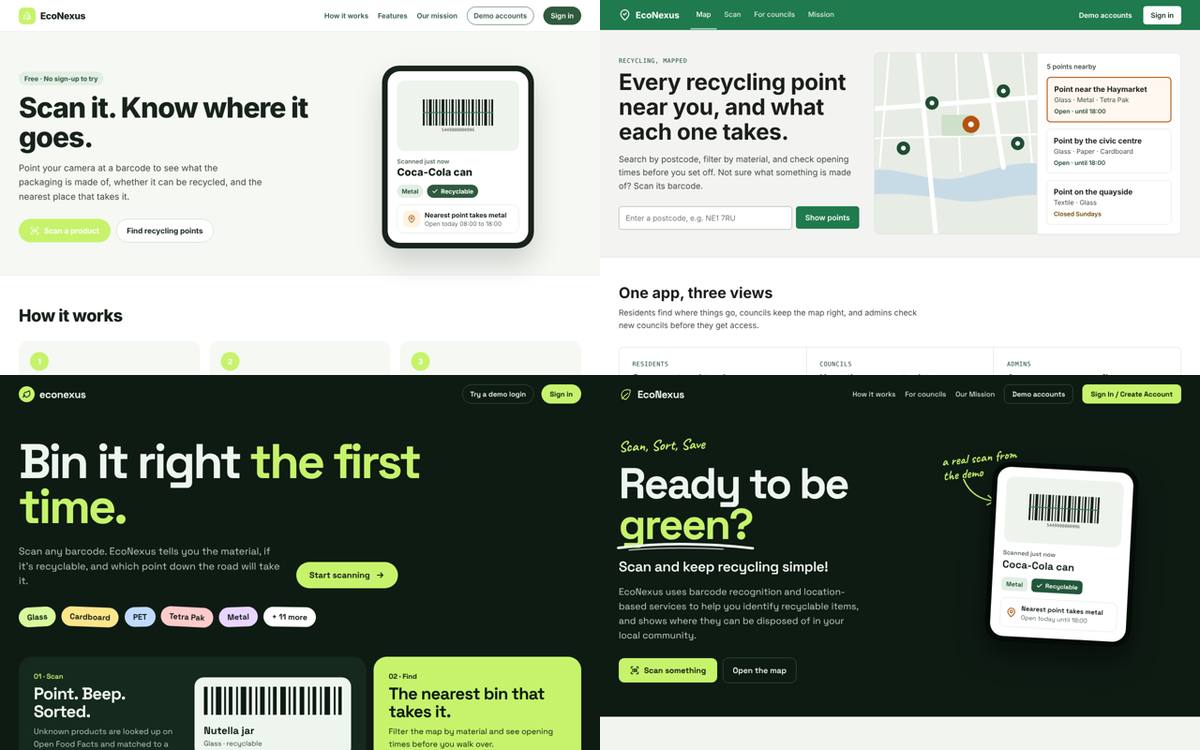 EcoNexus
How it works
Features
Our mission
Demo accounts
Sign in
Free · No sign-up to try
Scan it. Know where it
goes.
Point your camera at a barcode to see what the
packaging is made of, whether it can be recycled, and the
nearest place that takes it.
Scan a product
Find recycling points
Scanned just now
Coca-Cola can
Metal
Recyclable
Nearest point takes metal
Open today 08:00 to 18:00
How it works
1
2
3
EcoNexus
Map
Scan
For councils
Mission
Demo accounts
Sign in
RECYCLING, MAPPED
Every recycling point
near you, and what
each one takes.
Search by postcode, filter by material, and check opening
times before you set off. Not sure what something is made
of? Scan its barcode.
Enter a postcode, e.g. NE1 7RU
Show points
5 points nearby
Point near the Haymarket
Glass · Metal · Tetra Pak
Open · until 18:00
Point by the civic centre
Glass · Paper · Cardboard
Open · until 18:00
Point on the quayside
Textile · Glass
Closed Sundays
One app, three views
Residents find where things go, councils keep the map right, and admins check
new councils before they get access.
RESIDENTS
COUNCILS
ADMINS
econexus
Try a demo login
Sign in
Bin it right the first
time.
Scan any barcode. EcoNexus tells you the material, if
it's recyclable, and which point down the road will take
it.
Start scanning →
Glass
Cardboard
PET
Tetra Pak
Metal
+ 11 more
01 · Scan
Point. Beep.
Sorted.
Unknown products are looked up on
Open Food Facts and matched to a
Nutella jar
Glass · recyclable
02 · Find
The nearest bin that
takes it.
Filter the map by material and see opening
times before you walk over.
EcoNexus
How it works
For councils
Our Mission
Demo accounts
Sign In / Create Account
Scan, Sort, Save
Ready to be
green?
Scan and keep recycling simple!
EcoNexus uses barcode recognition and location-
based services to help you identify recyclable items,
and shows where they can be disposed of in your
local community.
Scan something
Open the map
a real scan from
the demo
Scanned just now
Coca-Cola can
Metal
Recyclable
Nearest point takes metal
Open today until 18:00